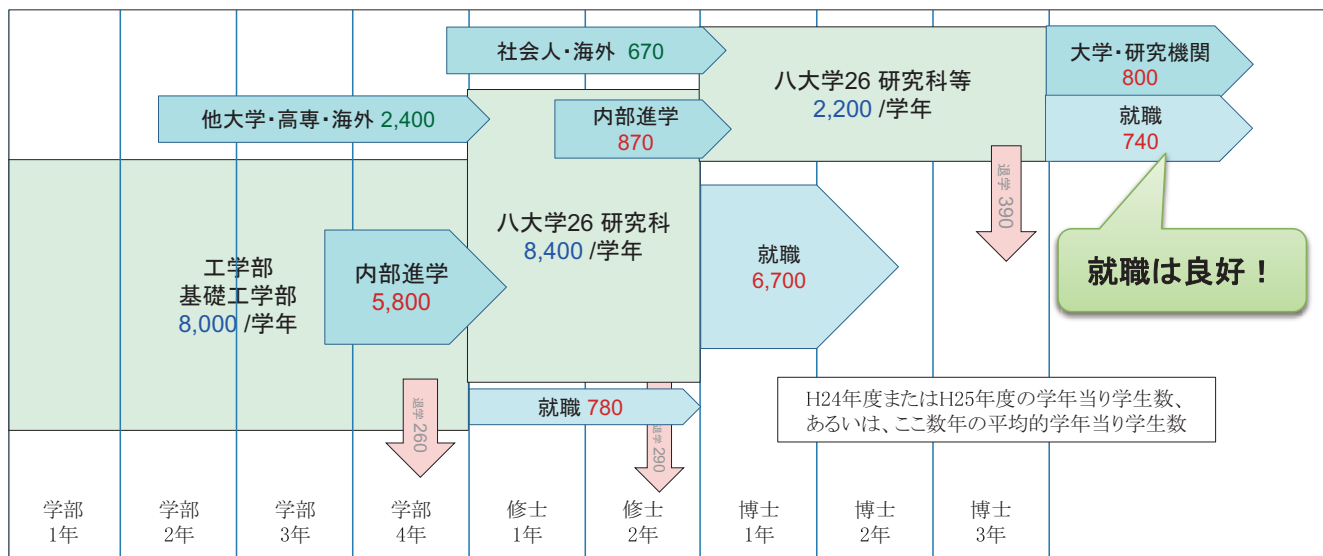 社会人・海外 670
大学・研究機関
800
八大学26 研究科等
2,200 /学年
他大学・高専・海外 2,400
内部進学
870
就職
740
退学 390
八大学26 研究科
8,400 /学年
就職は良好！
工学部
基礎工学部
8,000 /学年
内部進学
5,800
就職
6,700
退学 260
就職 780
退学 290
H24年度またはH25年度の学年当り学生数、
あるいは、ここ数年の平均的学年当り学生数
学部
1年
学部
2年
学部
3年
学部
4年
修士
1年
修士
2年
博士
1年
博士
2年
博士
3年